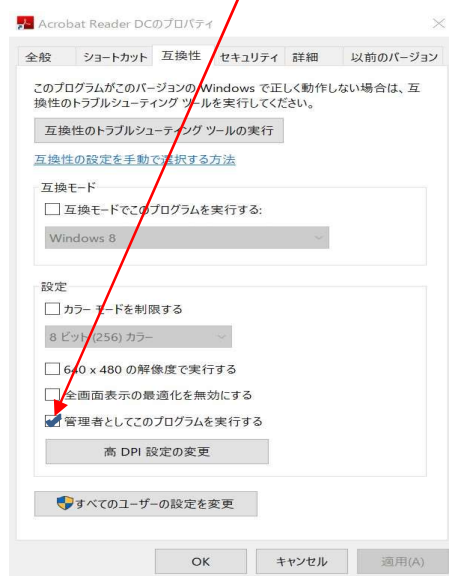 Acrobat Reader DCのプロパティ
全般 ショートカット 互換性 セキュリティ 詳細 以前のバージョン
このプログラムがこのバージョンの Windows で正しく動作しない場合は、互
換性のトラブルシューティング ツールを実行してください。
互換性のトラブルシューティング ツールの実行
互換性の設定を手動で選択する方法
互換モード
互換モードでこのプログラムを実行する:
Windows 8
設定
カラー モードを制限する
8 ビット (256) カラー
640 x 480 の解像度で実行する
全画面表示の最適化を無効にする
管理者としてこのプログラムを実行する
高 DPI 設定の変更
すべてのユーザーの設定を変更
OK キャンセル 適用(A)